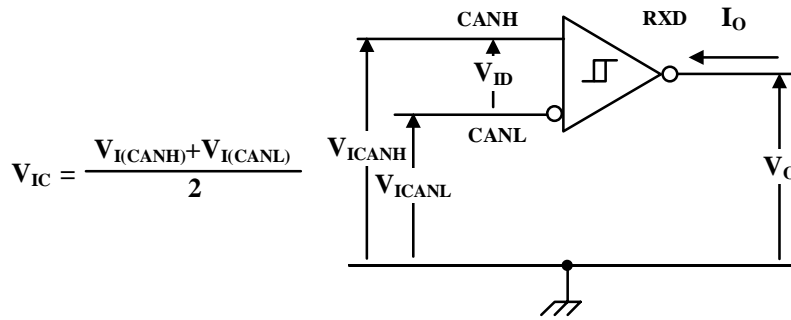 CANH
RXD
I_O
V_ID
CANL
V_IC = (V_I(CANH)+V_I(CANL))/2
V_ICANH
V_ICANL
V_O